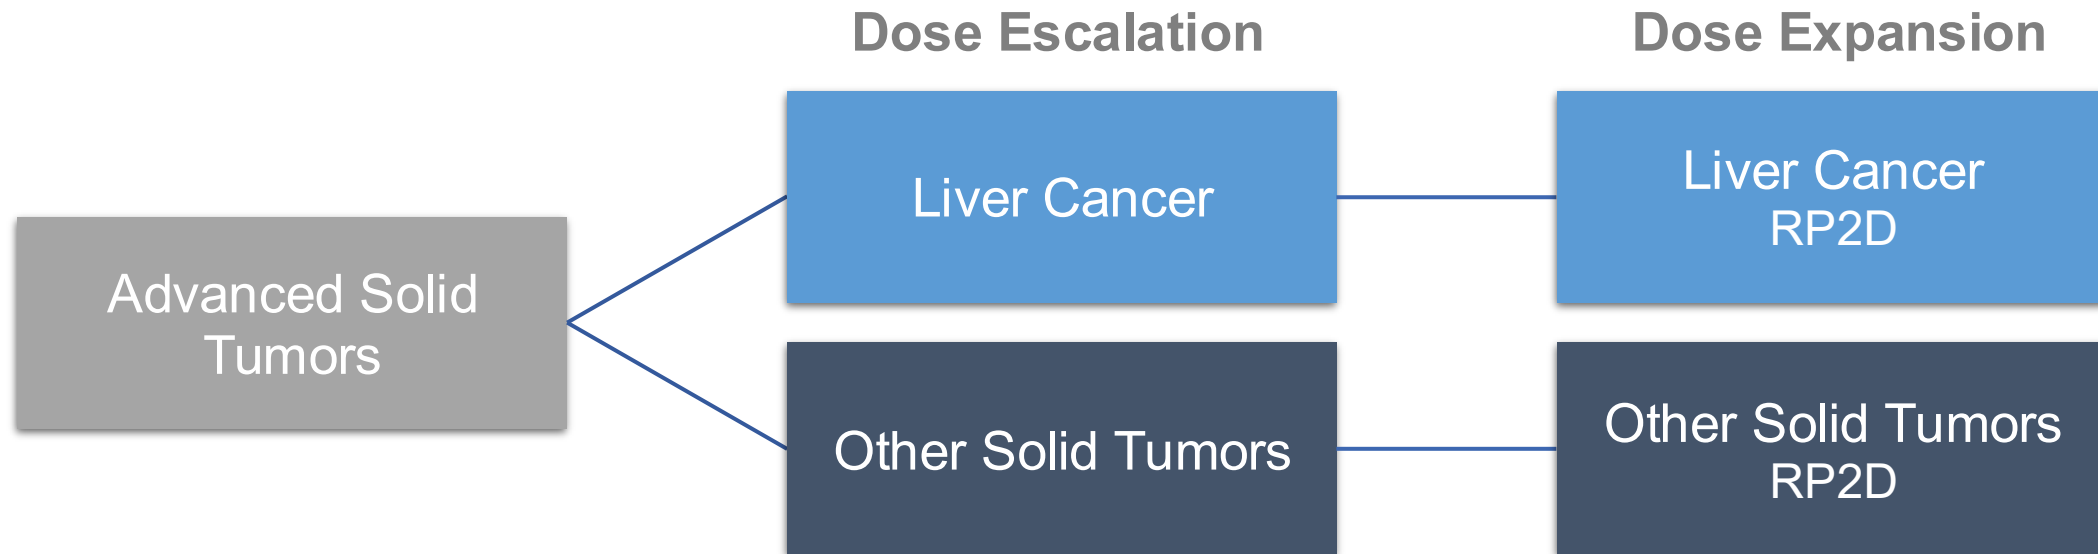 Dose Escalation
Dose Expansion
Advanced Solid
Tumors
Liver Cancer
Liver Cancer
RP2D
Other Solid Tumors
Other Solid Tumors
RP2D